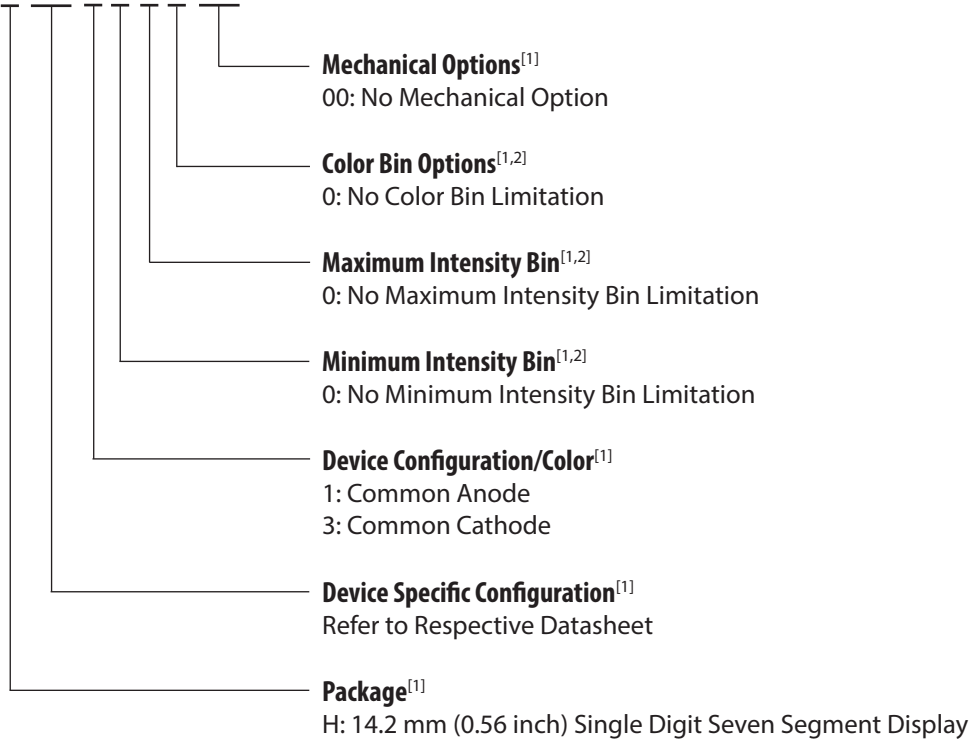 Mechanical Options[1]
00: No Mechanical Option
Color Bin Options[1,2]
0: No Color Bin Limitation
Maximum Intensity Bin[1,2]
0: No Maximum Intensity Bin Limitation
Minimum Intensity Bin[1,2]
0: No Minimum Intensity Bin Limitation
Device Configuration/Color[1]
1: Common Anode
3: Common Cathode
Device Specific Configuration[1]
Refer to Respective Datasheet
Package[1]
H: 14.2 mm (0.56 inch) Single Digit Seven Segment Display